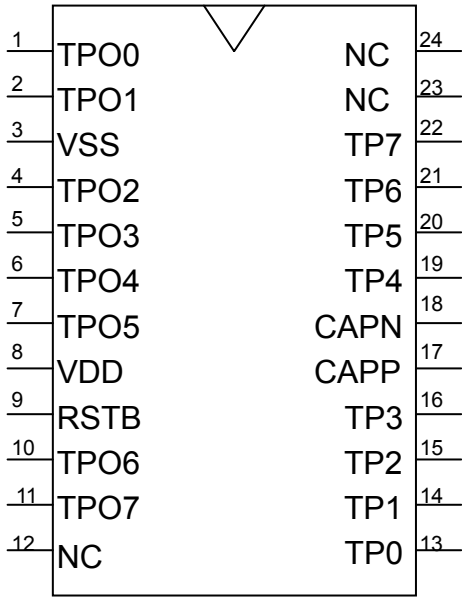 1 TPO0 NC 24
2 TPO1 NC 23
3 VSS TP7 22
4 TPO2 TP6 21
5 TPO3 TP5 20
6 TPO4 TP4 19
7 TPO5 CAPN 18
8 VDD CAPP 17
9 RSTB TP3 16
10 TPO6 TP2 15
11 TPO7 TP1 14
12 NC TP0 13